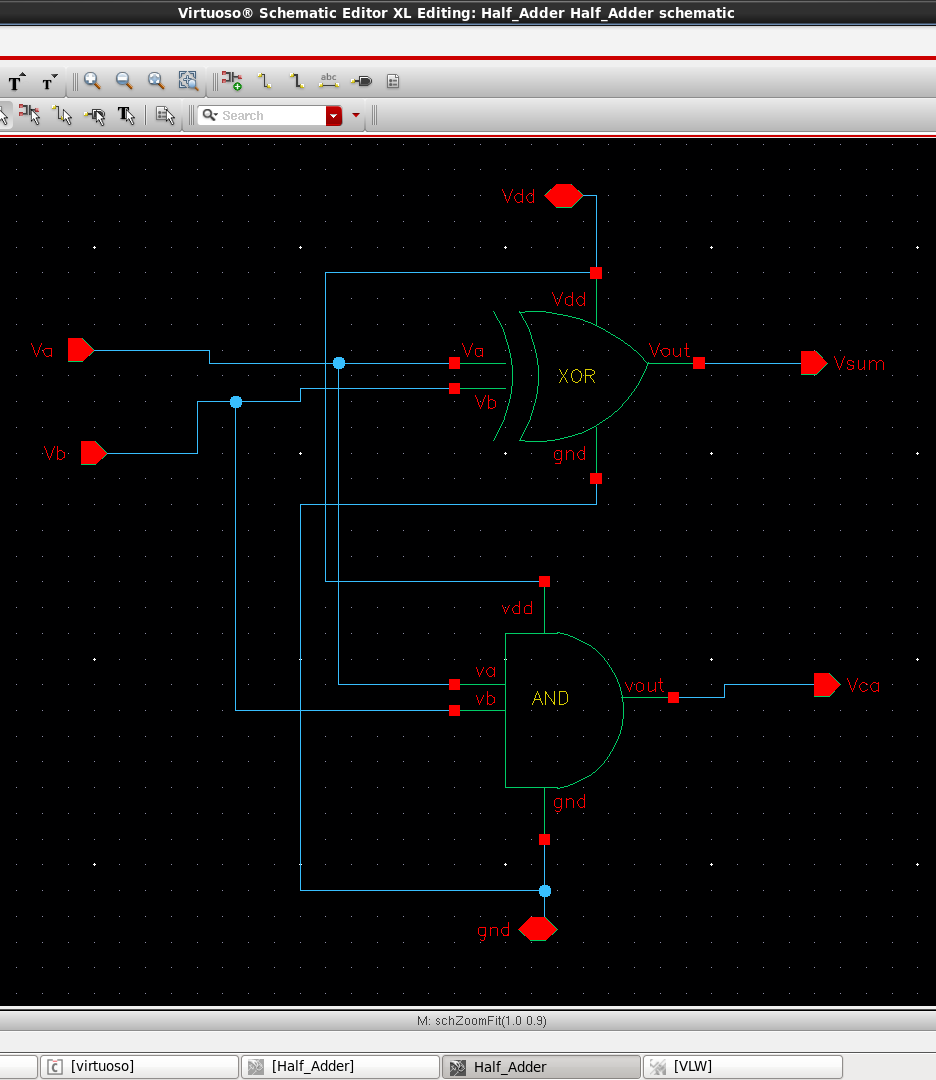 Virtuoso® Schematic Editor XL Editing: Half_Adder Half_Adder schematic
T T abc
T Search
Vdd
Vdd
Va
Va
Vout
Vsum
XOR
Vb
Vb
gnd
vdd
va
vb
AND
vout
Vca
gnd
gnd
M: schZoomFit(1.0 0.9)
C [virtuoso] [Half_Adder] Half_Adder [VLW]